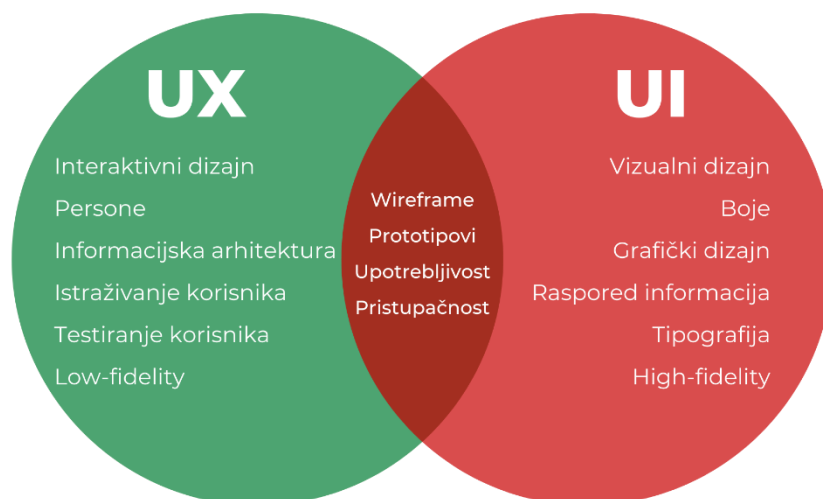 UX
Interaktivni dizajn
Persone
Informacijska arhitektura
Istraživanje korisnika
Testiranje korisnika
Low-fidelity
Wireframe
Prototipovi
Upotrebljivost
Pristupačnost
UI
Vizualni dizajn
Boje
Grafički dizajn
Raspored informacija
Tipografija
High-fidelity